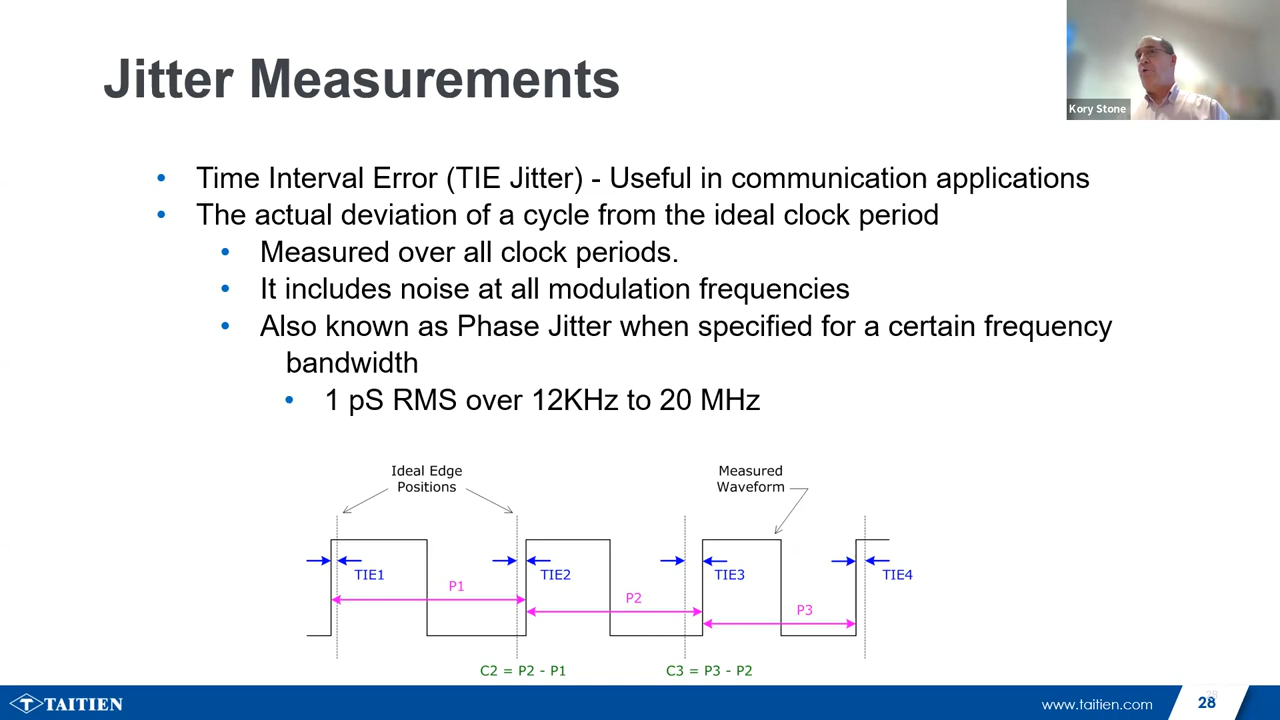 Jitter Measurements
Kory Stone
• Time Interval Error (TIE Jitter) - Useful in communication applications
• The actual deviation of a cycle from the ideal clock period
• Measured over all clock periods.
• It includes noise at all modulation frequencies
• Also known as Phase Jitter when specified for a certain frequency
bandwidth
• 1 pS RMS over 12KHz to 20 MHz
Ideal Edge
Positions
Measured
Waveform
TIE1
TIE2
TIE3
TIE4
P1
P2
P3
C2 = P2 - P1
C3 = P3 - P2
TAITIEN
www.taitien.com
28
28